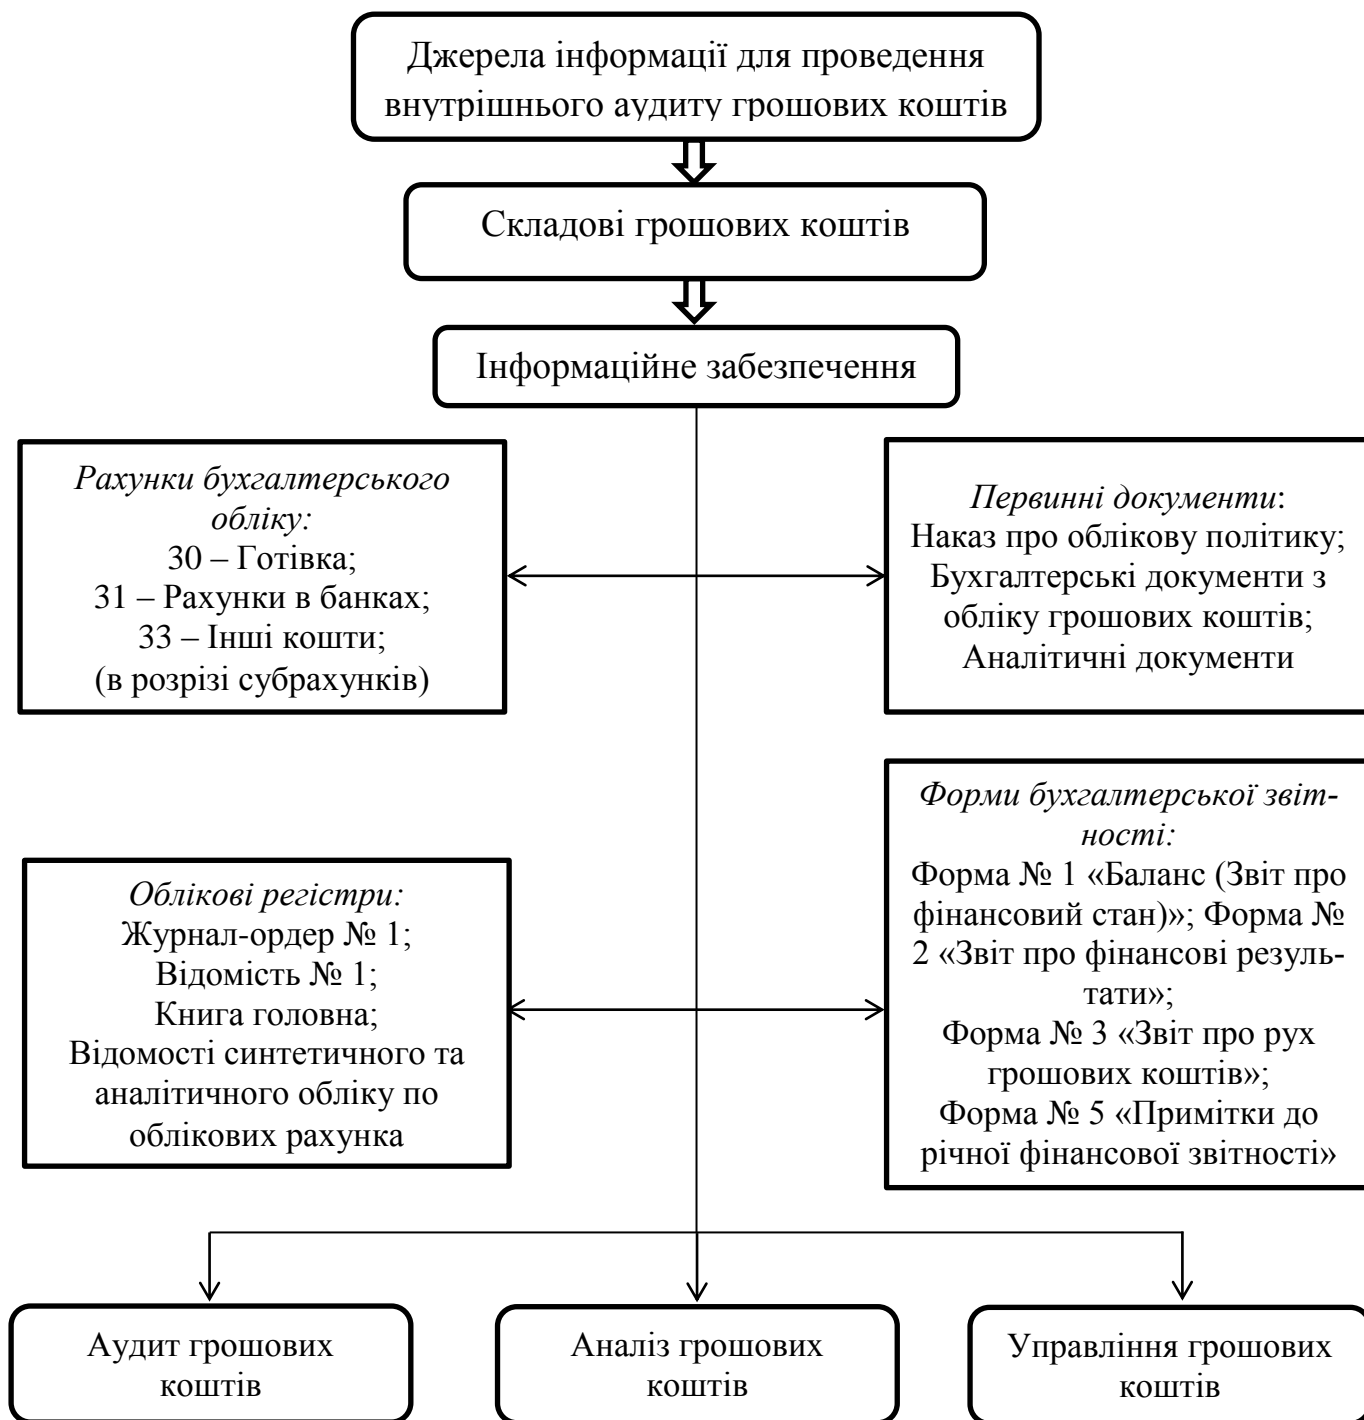 Джерела інформації для проведення
внутрішнього аудиту грошових коштів
Складові грошових коштів
Інформаційне забезпечення
Рахунки бухгалтерського
обліку:
30 – Готівка;
31 – Рахунки в банках;
33 – Інші кошти;
(в розрізі субрахунків)
Первинні документи:
Наказ про облікову політику;
Бухгалтерські документи з
обліку грошових коштів;
Аналітичні документи
Облікові регістри:
Журнал-ордер № 1;
Відомість № 1;
Книга головна;
Відомості синтетичного та
аналітичного обліку по
облікових рахунка
Форми бухгалтерської звіт-
ності:
Форма № 1 «Баланс (Звіт про
фінансовий стан)»; Форма №
2 «Звіт про фінансові резуль-
тати»;
Форма № 3 «Звіт про рух
грошових коштів»;
Форма № 5 «Примітки до
річної фінансової звітності»
Аудит грошових
коштів
Аналіз грошових
коштів
Управління грошових
коштів